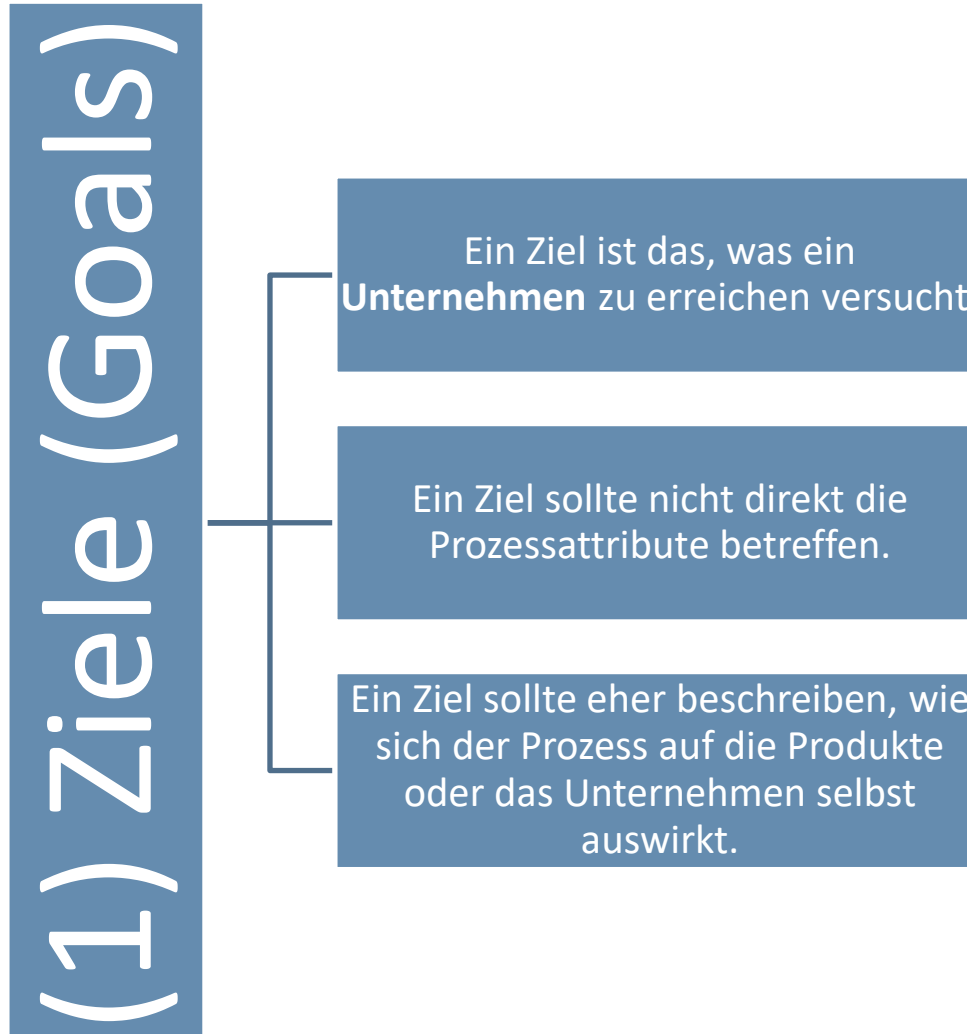 (1) Ziele (Goals)
Ein Ziel ist das, was ein
Unternehmen zu erreichen versucht
Ein Ziel sollte nicht direkt die
Prozessattribute betreffen.
Ein Ziel sollte eher beschreiben, wie
sich der Prozess auf die Produkte
oder das Unternehmen selbst
auswirkt.